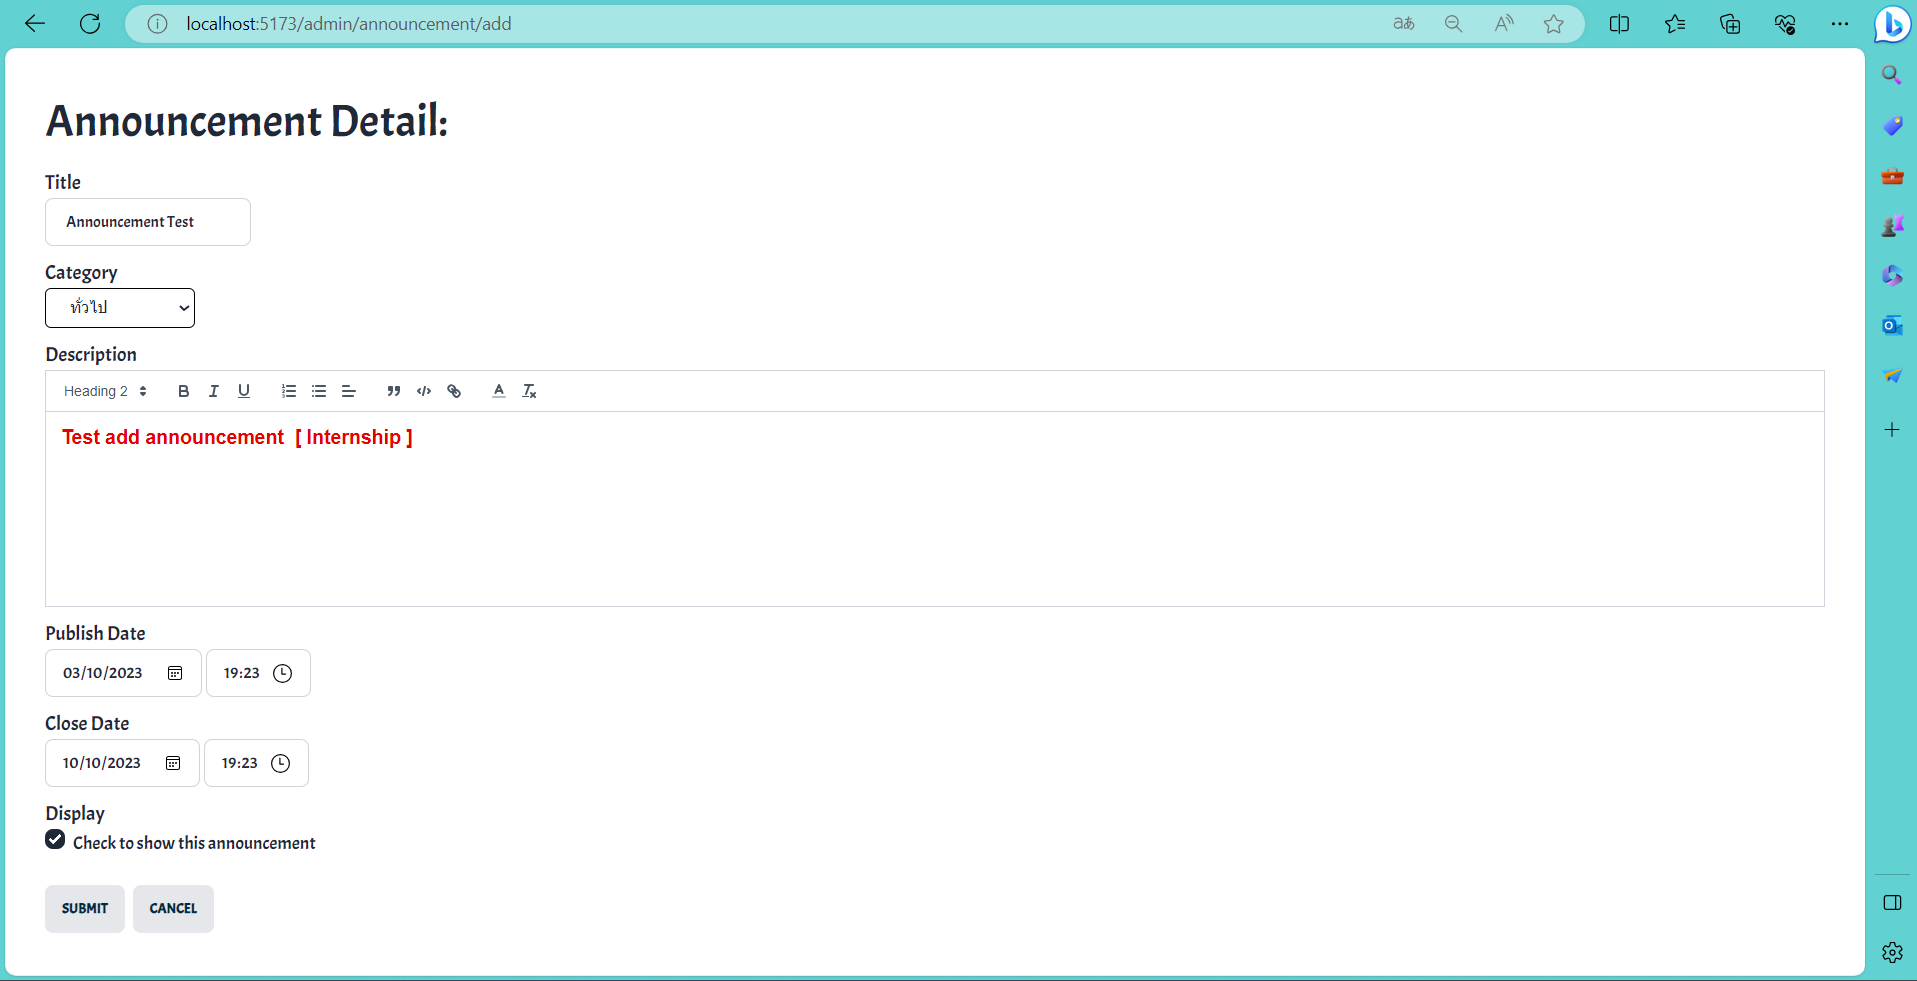 localhost:5173/admin/announcement/add
Announcement Detail:
Title
Announcement Test
Category
ทั่วไป
Description
Heading 2
Test add announcement [ Internship ]
Publish Date
03/10/2023 19:23
Close Date
10/10/2023 19:23
Display
Check to show this announcement
SUBMIT CANCEL